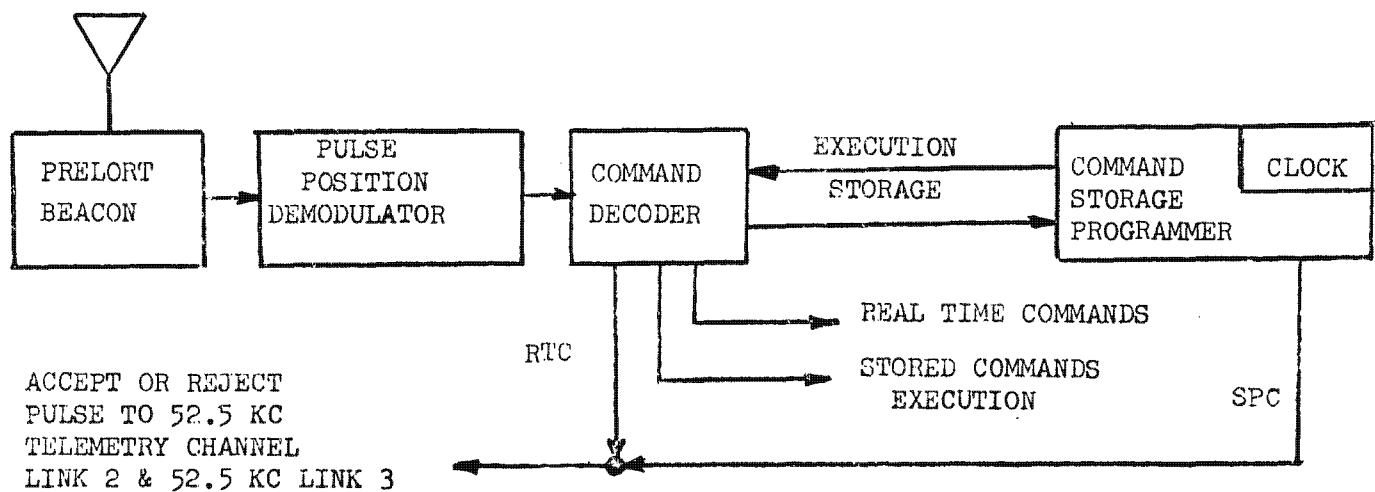 PRELORT
BEACON
PULSE
POSITION
DEMODULATOR
COMMAND
DECODER
EXECUTION
STORAGE
COMMAND
STORAGE
PROGRAMMER
CLOCK
REAL TIME COMMANDS
STORED COMMANDS
EXECUTION
RTC
SPC
ACCEPT OR REJECT
PULSE TO 52.5 KC
TELEMETRY CHANNEL
LINK 2 & 52.5 KC LINK 3